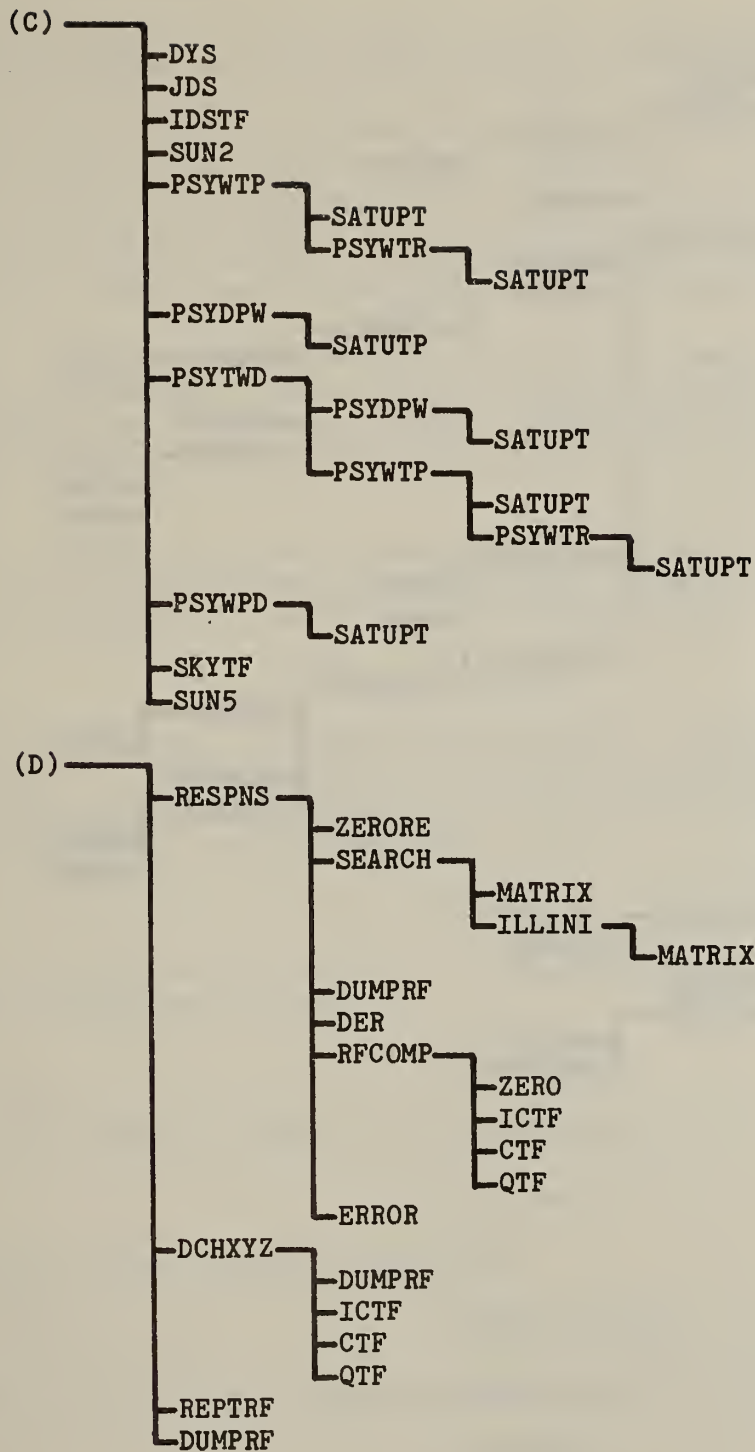 (C)
DYS
JDS
IDSTF
SUN2
PSYWTP
SATUPT
PSYWTR
SATUPT
PSYDPW
SATUTP
PSYTWD
PSYDPW
SATUPT
PSYWTP
SATUPT
PSYWTR
SATUPT
PSYWPD
SATUPT
SKYTF
SUN5
(D)
RESPNS
ZERORE
SEARCH
MATRIX
ILLINI
MATRIX
DUMPRF
DER
RFCOMP
ZERO
ICTF
CTF
QTF
ERROR
DCHXYZ
DUMPRF
ICTF
CTF
QTF
REPTRF
DUMPRF